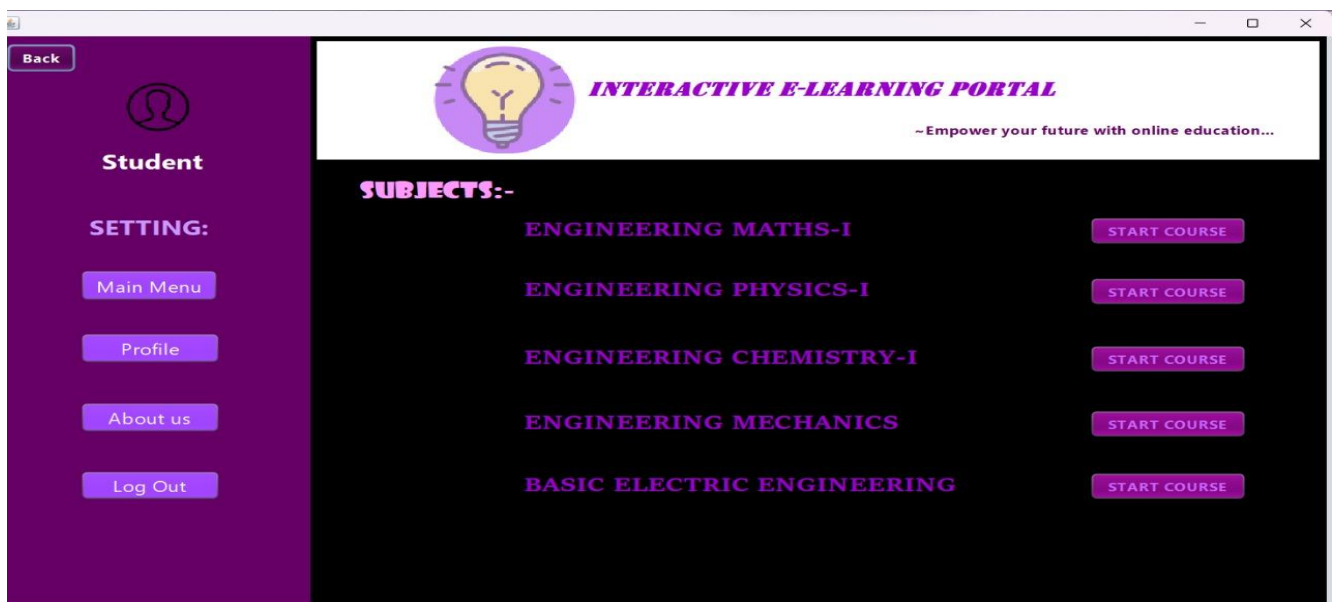 Back
Student
SETTING:
Main Menu
Profile
About us
Log Out
INTERACTIVE E-LEARNING PORTAL
~Empower your future with online education...
SUBJECTS:-
ENGINEERING MATHS-I START COURSE
ENGINEERING PHYSICS-I START COURSE
ENGINEERING CHEMISTRY-I START COURSE
ENGINEERING MECHANICS START COURSE
BASIC ELECTRIC ENGINEERING START COURSE